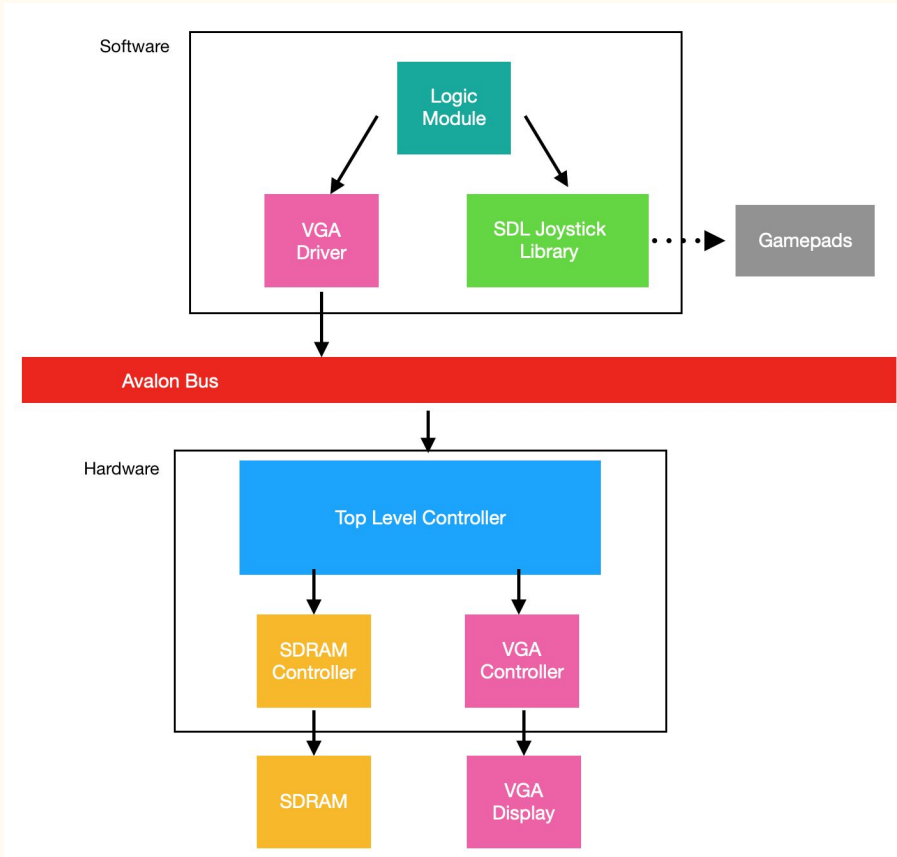 Software
Logic
Module
VGA
Driver
SDL Joystick
Library
Gamepads
Avalon Bus
Hardware
Top Level Controller
SDRAM
Controller
VGA
Controller
SDRAM
VGA
Display